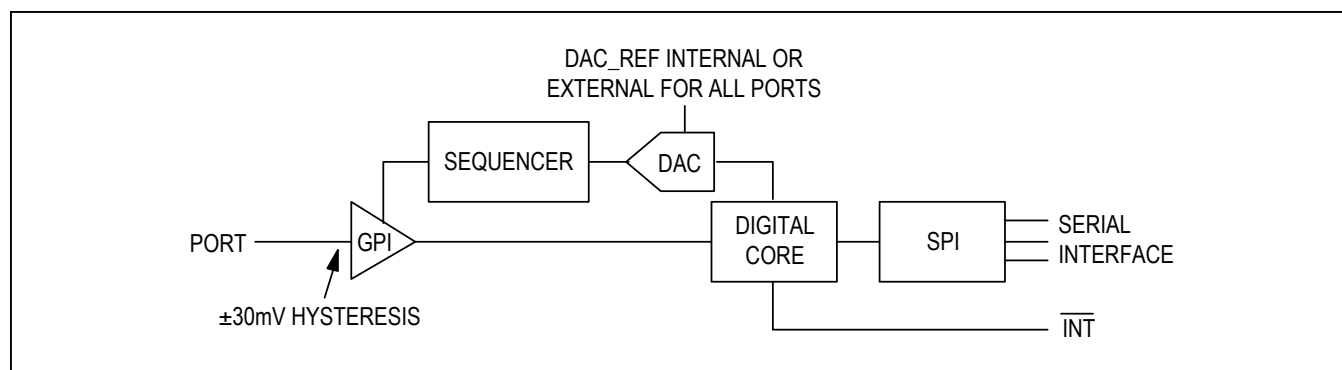 DAC_REF INTERNAL OR
EXTERNAL FOR ALL PORTS
SEQUENCER
DAC
PORT
GPI
DIGITAL
CORE
SPI
SERIAL
INTERFACE
±30mV HYSTERESIS
INT